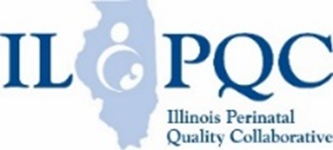 IL PQC
Illinois Perinatal
Quality Collaborative